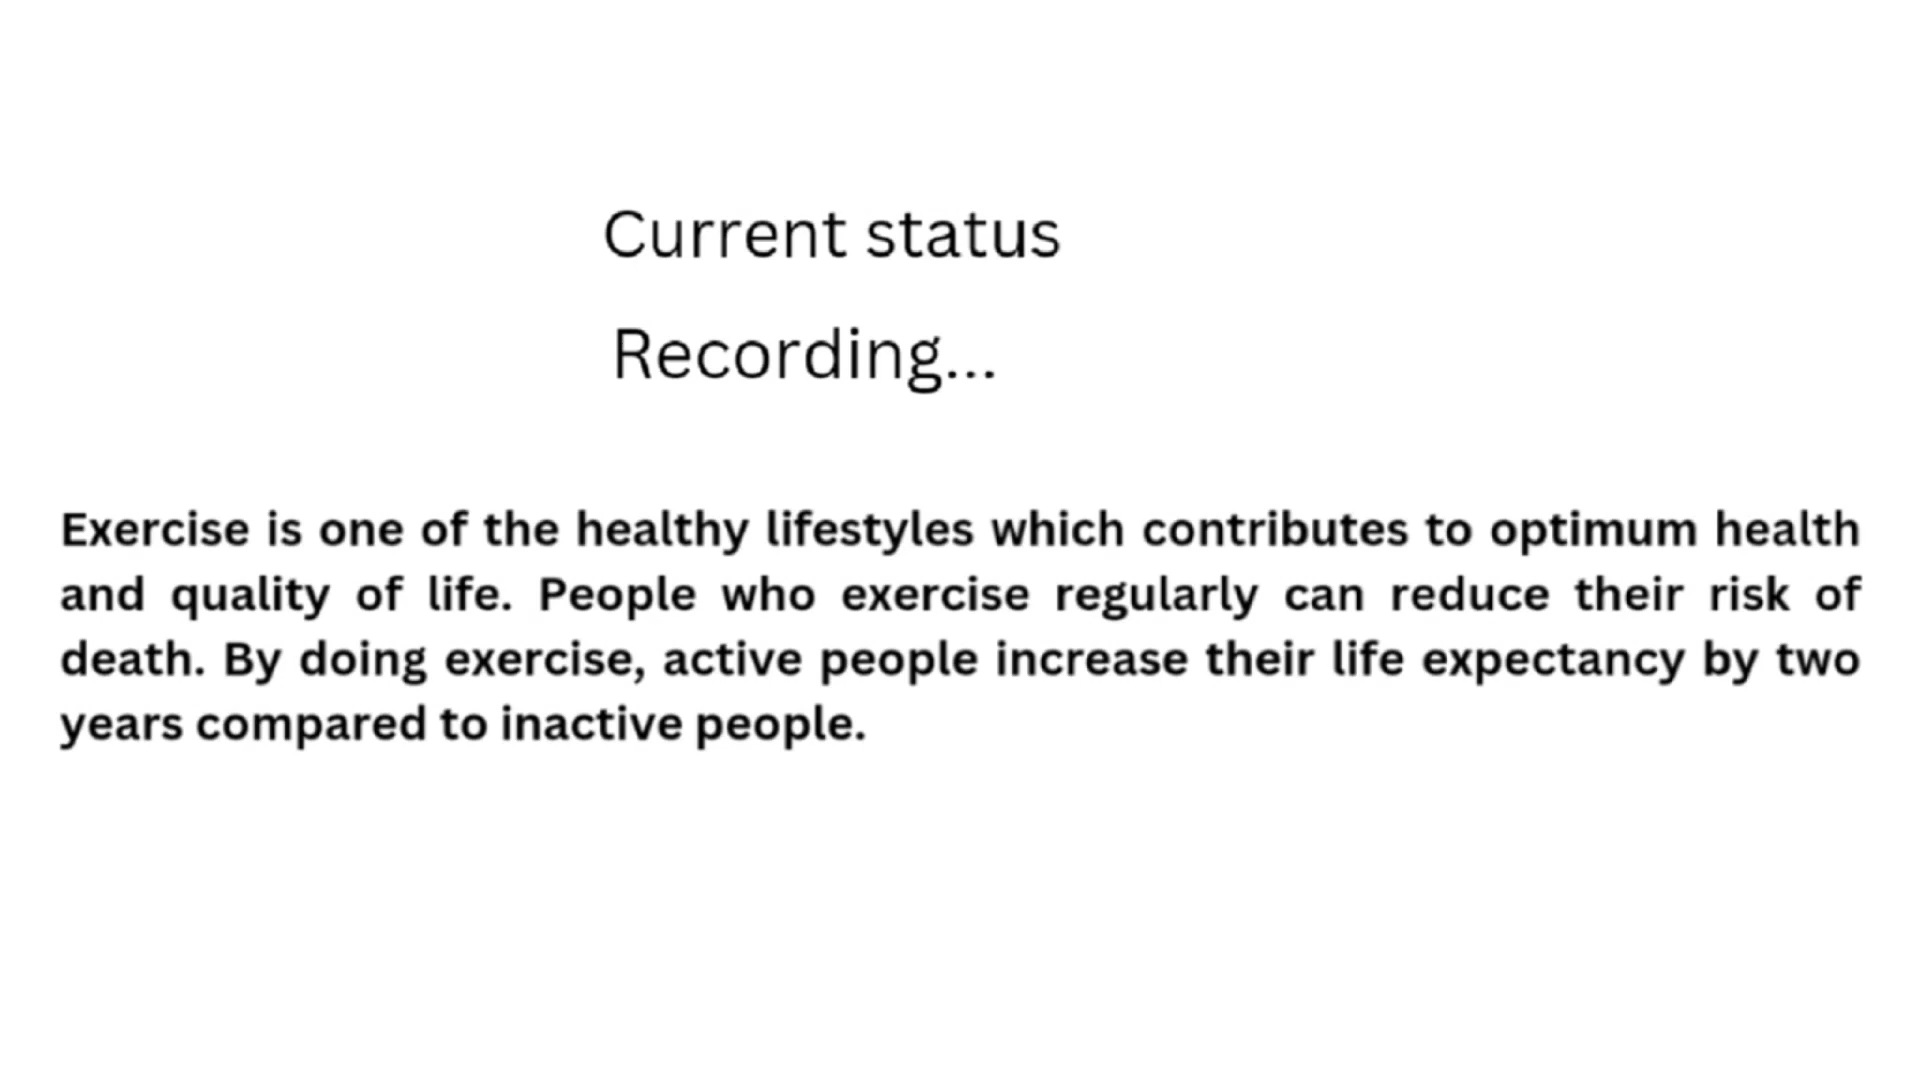 Current status
Recording...
Exercise is one of the healthy lifestyles which contributes to optimum health
and quality of life. People who exercise regularly can reduce their risk of
death. By doing exercise, active people increase their life expectancy by two
years compared to inactive people.